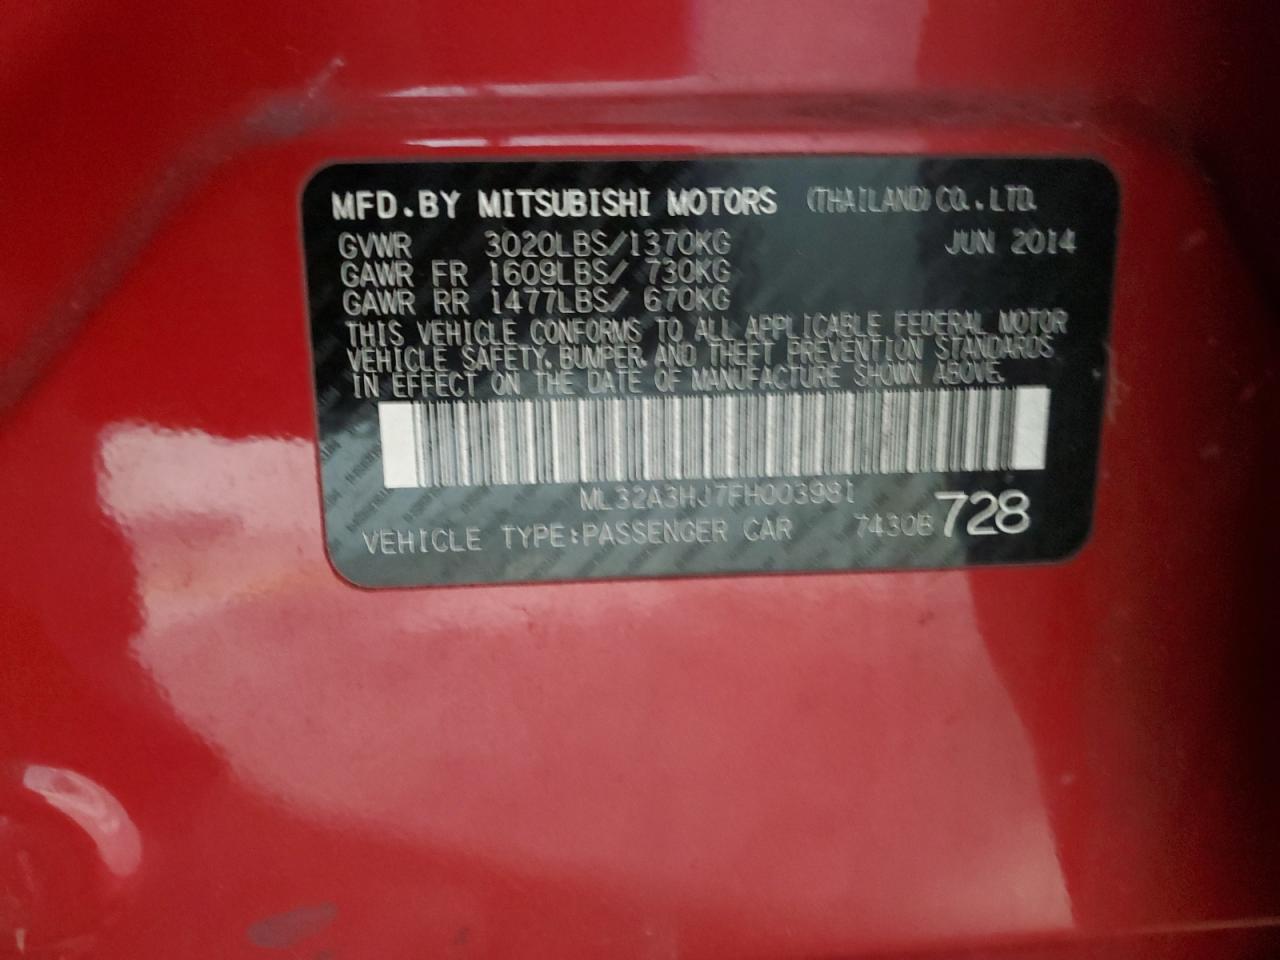 MFD.BY MITSUBISHI MOTORS (THAILAND)CO.,LTD.
GVWR 3020LBS/1370KG JUN 2014
GAWR FR 1609LBS/ 730KG
GAWR RR 1477LBS/ 670KG
THIS VEHICLE CONFORMS TO ALL APPLICABLE FEDERAL MOTOR
VEHICLE SAFETY, BUMPER, AND THEFT PREVENTION STANDARDS
IN EFFECT ON THE DATE OF MANUFACTURE SHOWN ABOVE.
ML32A3HJ7FH003981
VEHICLE TYPE:PASSENGER CAR 7430B 728